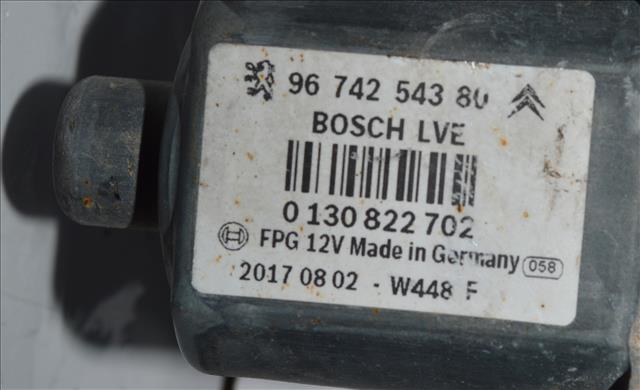 96 742 543 80
BOSCH LVE
0 130 822 702
FPG 12V Made in Germany 058
2017 08 02 - W448 F